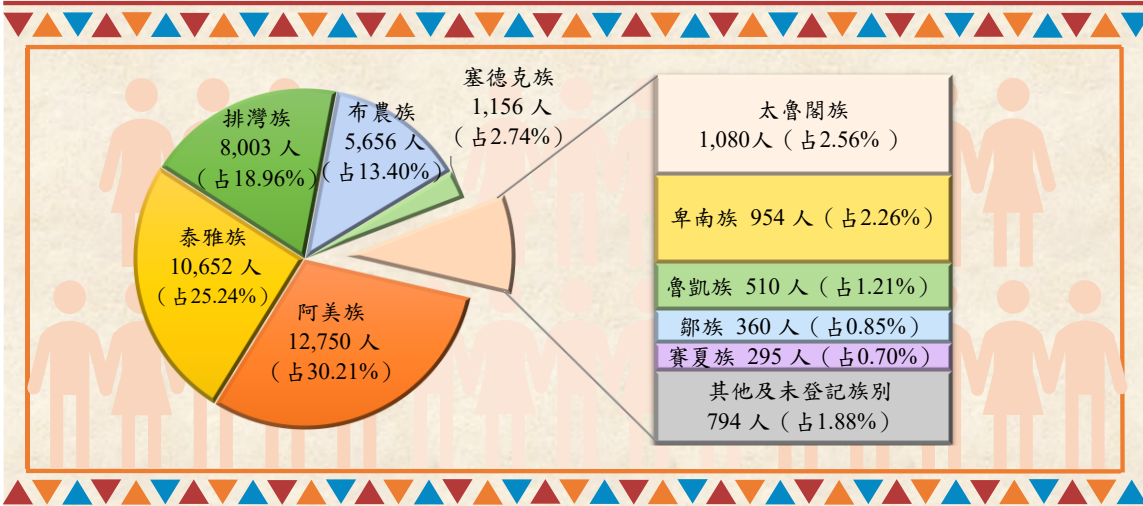 塞德克族
1,156 人
（占2.74%）
布農族
5,656 人
（占13.40%）
排灣族
8,003 人
（占18.96%）
泰雅族
10,652 人
（占25.24%）
阿美族
12,750 人
（占30.21%）
太魯閣族
1,080人（占2.56%）
卑南族 954 人（占2.26%）
魯凱族 510 人（占1.21%）
鄒族 360 人（占0.85%）
賽夏族 295 人（占0.70%）
其他及未登記族別
794 人（占1.88%）